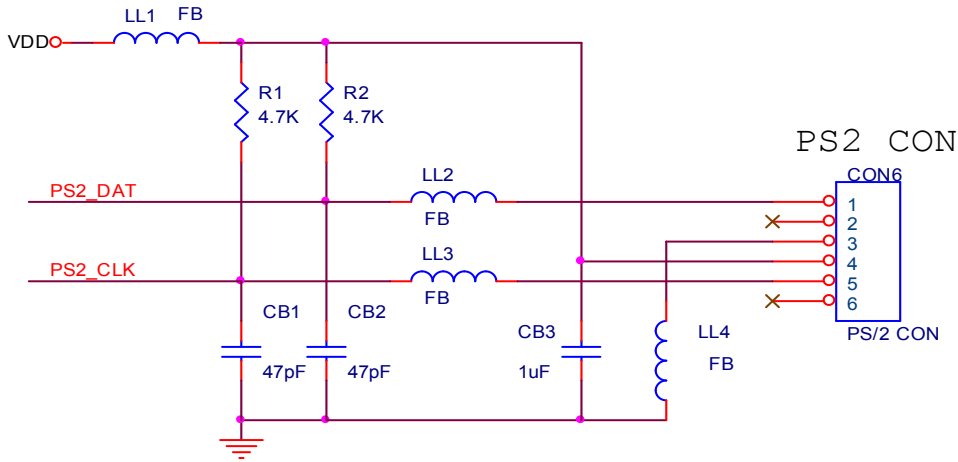 LL1 FB
VDD
R1
4.7K
R2
4.7K
PS2 CON
CON6
PS2_DAT
LL2
FB
1
2
3
4
5
6
PS2_CLK
LL3
FB
CB1
47pF
CB2
47pF
CB3
1uF
LL4
FB
PS/2 CON